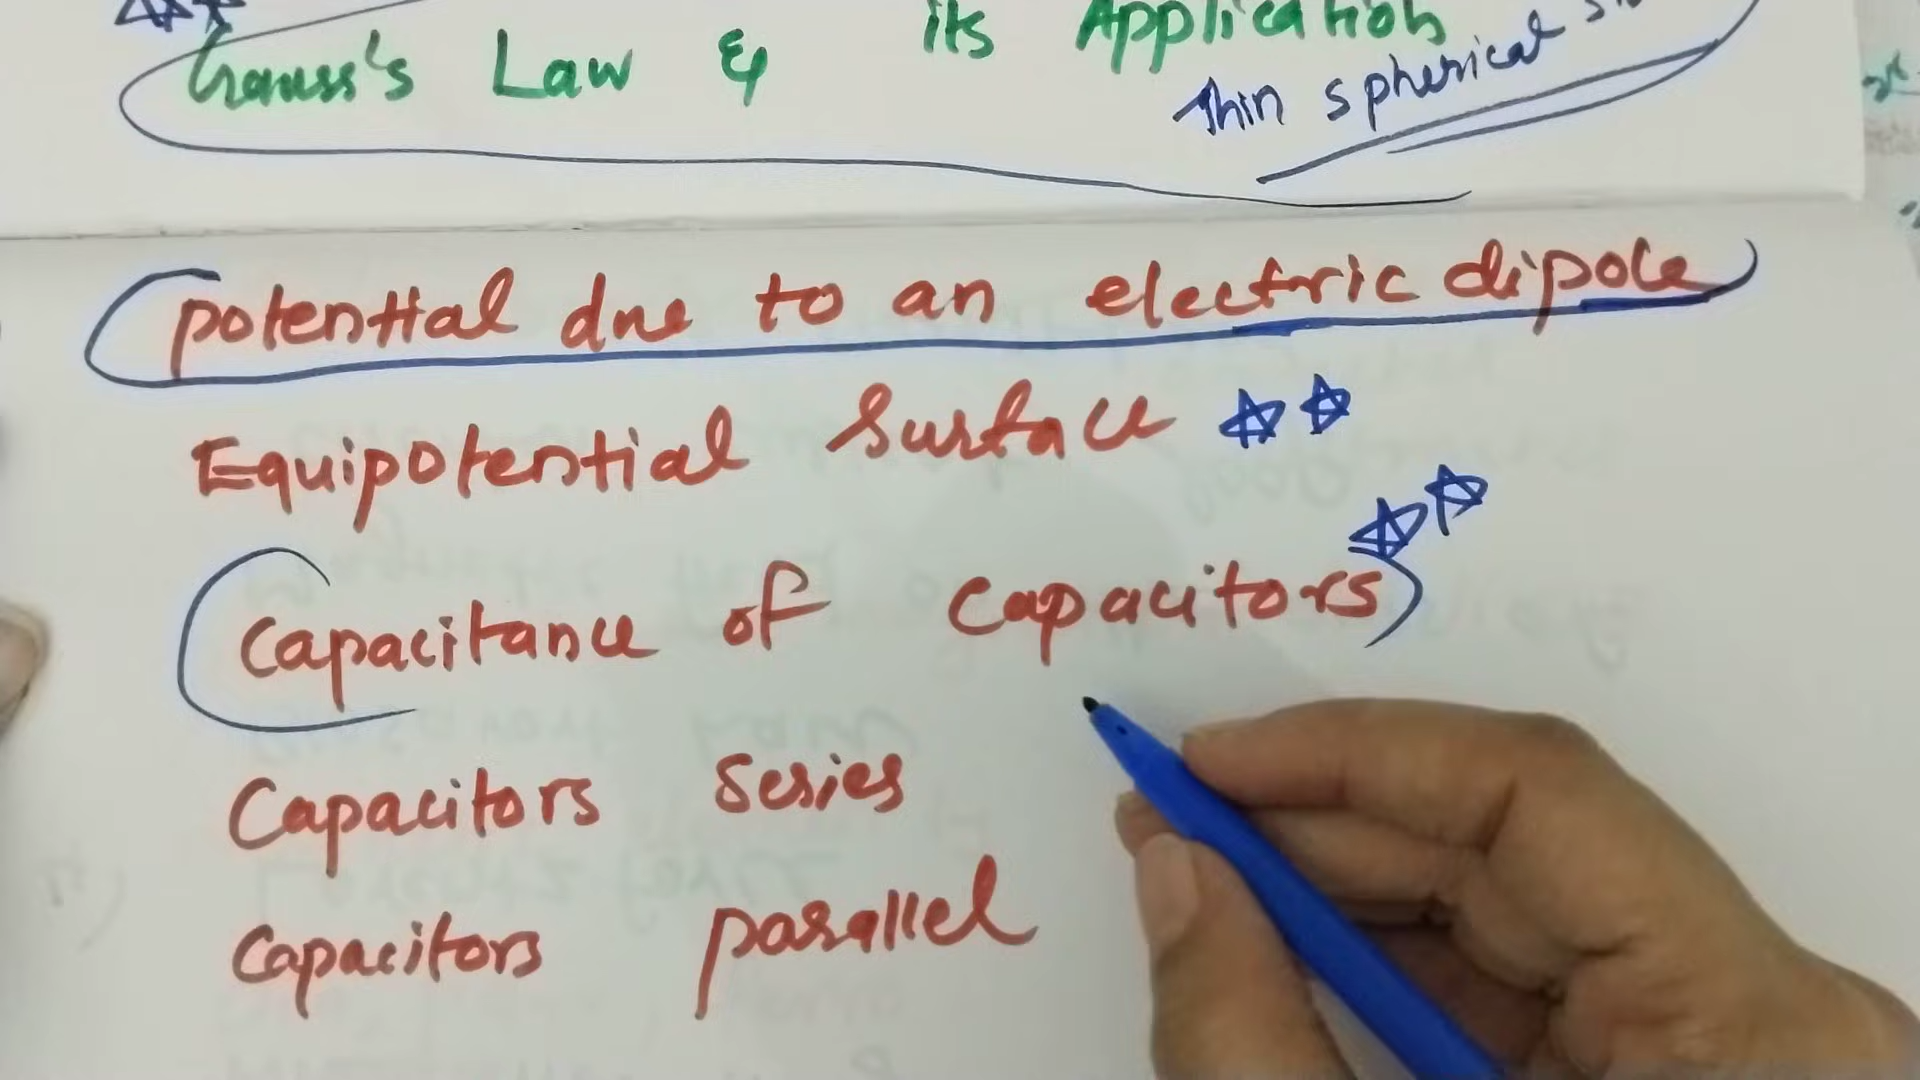 Gauss's Law & its Application
Thin spherical
potential due to an electric dipole
Equipotential Surface
Capacitance of Capacitors
Capacitors Series
Capacitors parallel